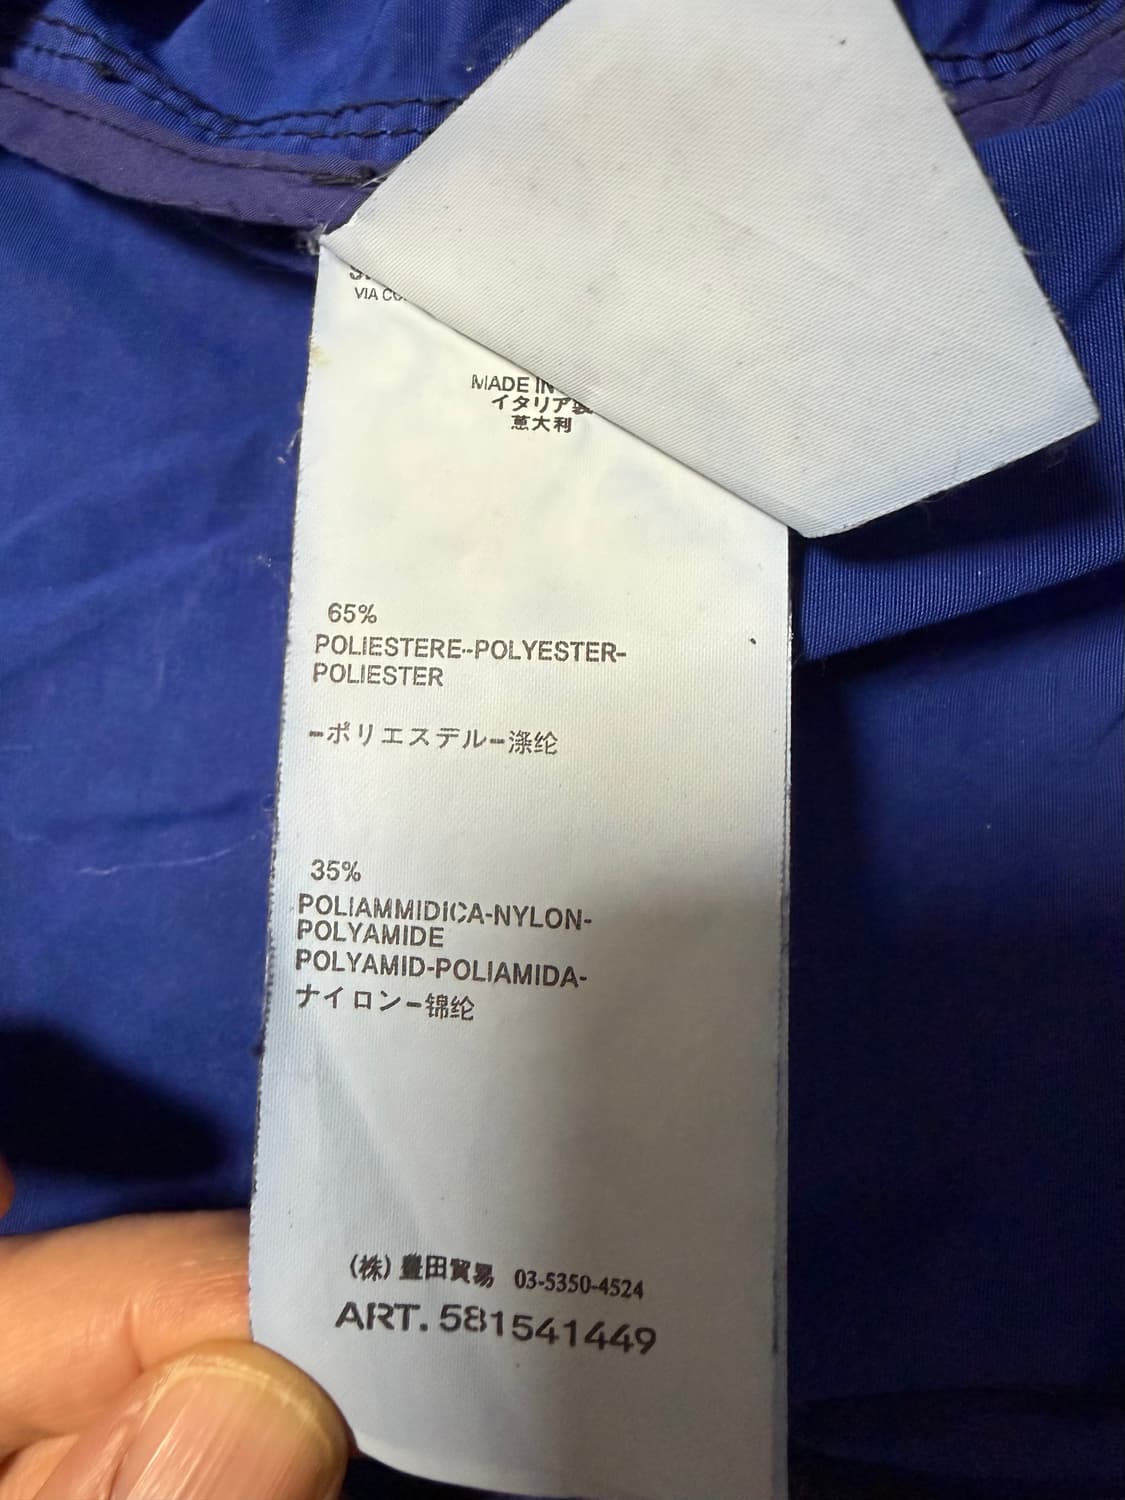 VIA
MADE IN
イタリア製
意大利
65%
POLIESTERE-POLYESTER-
POLIESTER
-ポリエステル-涤纶
35%
POLIAMMIDICA-NYLON-
POLYAMIDE
POLYAMID-POLIAMIDA-
ナイロン-锦纶
(株) 豊田貿易 03-5350-4524
ART. 581541449